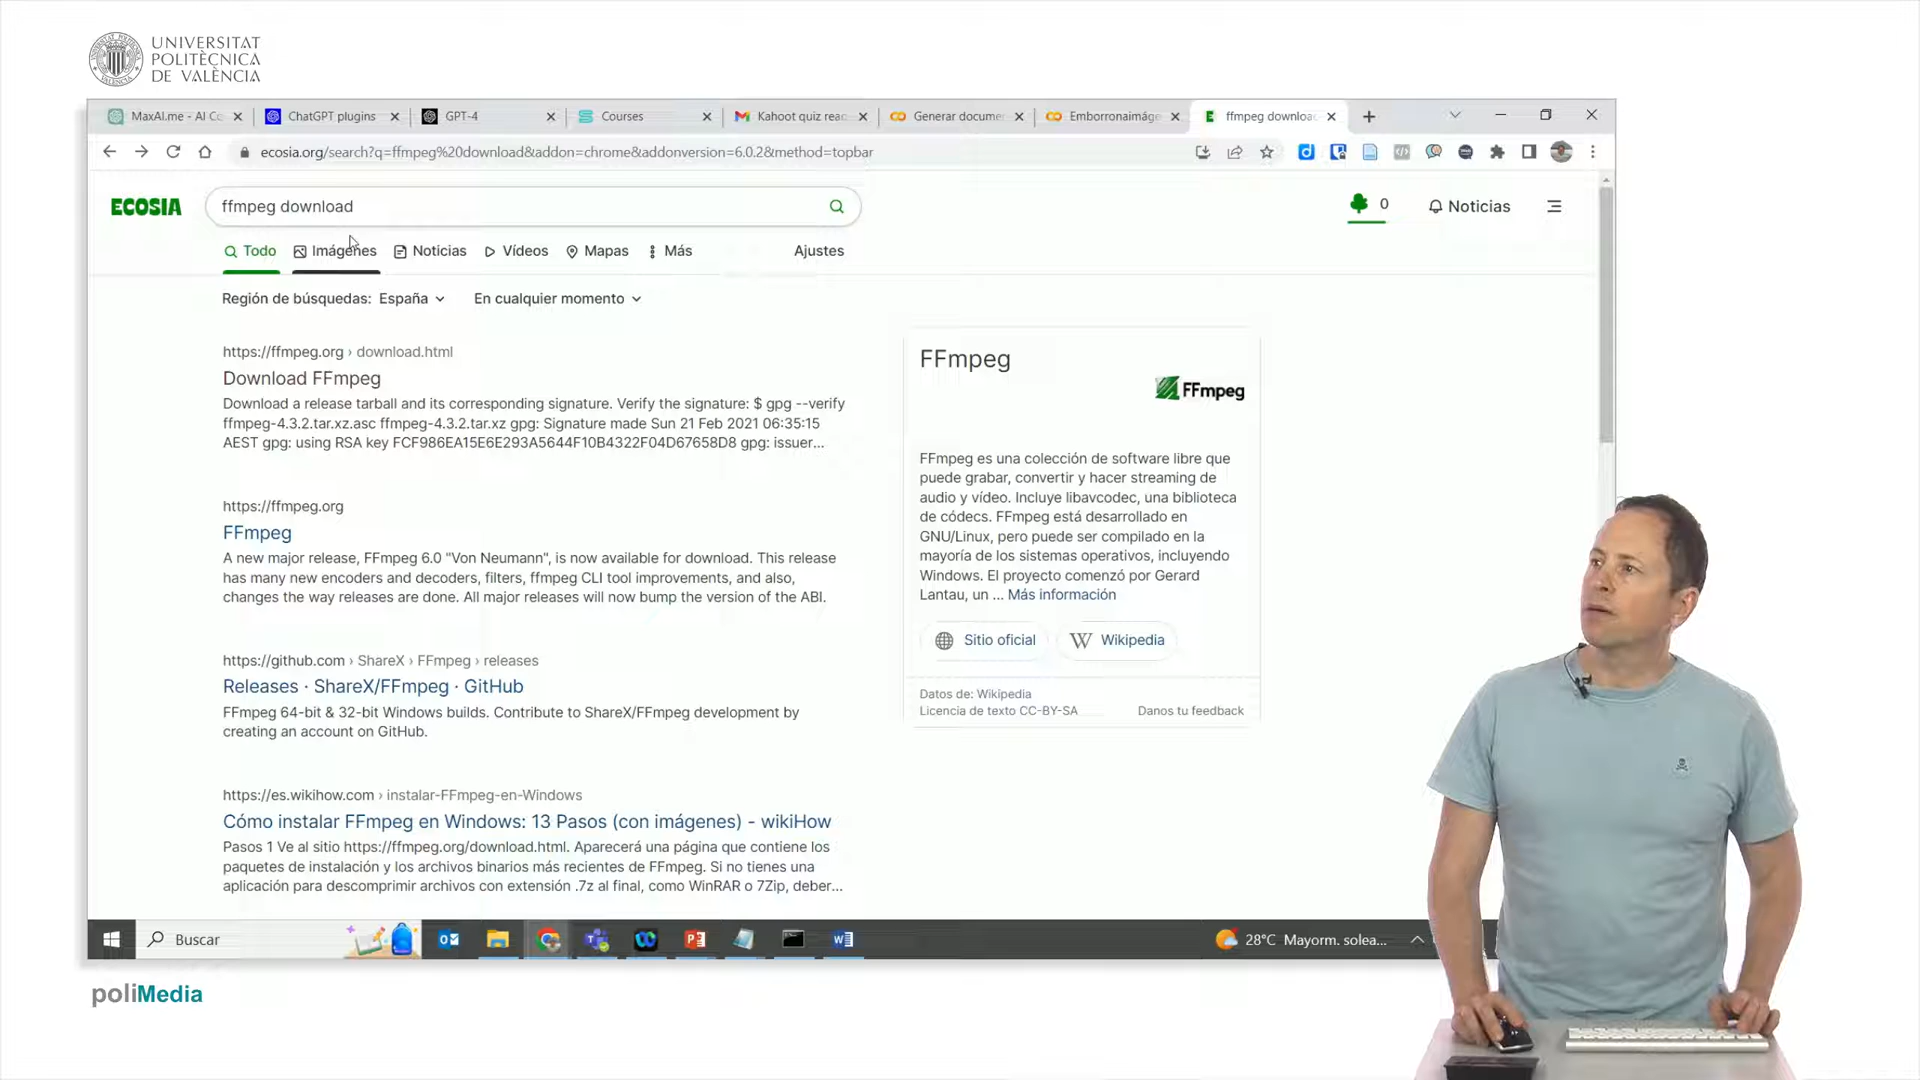 UNIVERSITAT
POLITÈCNICA
DE VALÈNCIA
MaxAI.me - AI Co
ChatGPT plugins
GPT-4
Courses
Kahoot quiz reac
Generar docume
Emborronaimáge
ffmpeg downloa
ecosia.org/search?q=ffmpeg%20download&addon=chrome&addonversion=6.0.2&method=topbar
ECOSIA
ffmpeg download
0
Noticias
Todo
Imágenes
Noticias
Vídeos
Mapas
Más
Ajustes
Región de búsquedas: España
En cualquier momento
https://ffmpeg.org › download.html
Download FFmpeg
Download a release tarball and its corresponding signature. Verify the signature: $ gpg --verify
ffmpeg-4.3.2.tar.xz.asc ffmpeg-4.3.2.tar.xz gpg: Signature made Sun 21 Feb 2021 06:35:15
AEST gpg: using RSA key FCF986EA15E6E293A5644F10B4322F04D67658D8 gpg: issuer...
https://ffmpeg.org
FFmpeg
A new major release, FFmpeg 6.0 "Von Neumann", is now available for download. This release
has many new encoders and decoders, filters, ffmpeg CLI tool improvements, and also,
changes the way releases are done. All major releases will now bump the version of the ABI.
https://github.com › ShareX › FFmpeg › releases
Releases · ShareX/FFmpeg · GitHub
FFmpeg 64-bit & 32-bit Windows builds. Contribute to ShareX/FFmpeg development by
creating an account on GitHub.
https://es.wikihow.com › instalar-FFmpeg-en-Windows
Cómo instalar FFmpeg en Windows: 13 Pasos (con imágenes) - wikiHow
Pasos 1 Ve al sitio https://ffmpeg.org/download.html. Aparecerá una página que contiene los
paquetes de instalación y los archivos binarios más recientes de FFmpeg. Si no tienes una
aplicación para descomprimir archivos con extensión .7z al final, como WinRAR o 7Zip, deber...
FFmpeg
FFmpeg
FFmpeg es una colección de software libre que
puede grabar, convertir y hacer streaming de
audio y vídeo. Incluye libavcodec, una biblioteca
de códecs. FFmpeg está desarrollado en
GNU/Linux, pero puede ser compilado en la
mayoría de los sistemas operativos, incluyendo
Windows. El proyecto comenzó por Gerard
Lantau, un ... Más información
Sitio oficial
Wikipedia
Datos de: Wikipedia
Licencia de texto CC-BY-SA
Danos tu feedback
Buscar
28°C Mayorm. solea...
poliMedia